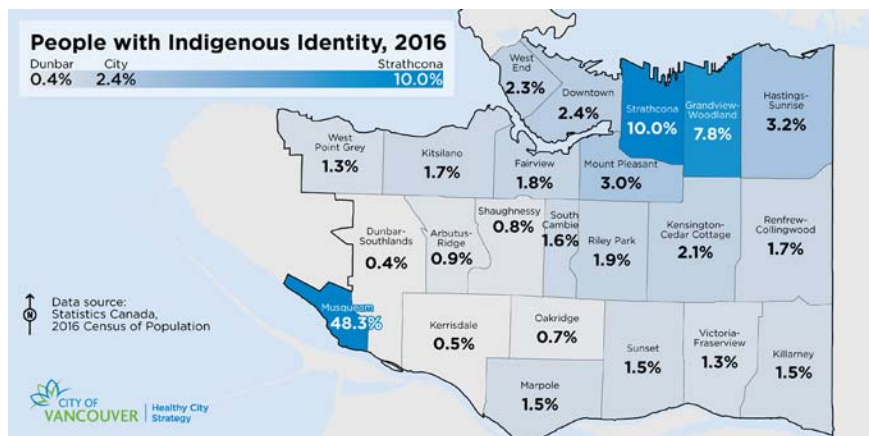 People with Indigenous Identity, 2016
Dunbar City Strathcona
0.4% 2.4% 10.0%
West
End
2.3%
Downtown
2.4%
Strathcona
10.0%
Grandview-
Woodland
7.8%
Hastings-
Sunrise
3.2%
West
Point Grey
1.3%
Kitsilano
1.7%
Fairview
1.8%
Mount Pleasant
3.0%
Dunbar-
Southlands
0.4%
Arbutus-
Ridge
0.9%
Shaughnessy
0.8%
South
Cambie
1.6%
Riley Park
1.9%
Kensington-
Cedar Cottage
2.1%
Renfrew-
Collingwood
1.7%
Musqueam
48.3%
Kerrisdale
0.5%
Oakridge
0.7%
Marpole
1.5%
Sunset
1.5%
Victoria-
Fraserview
1.3%
Killarney
1.5%
N
Data source:
Statistics Canada,
2016 Census of Population
CITY OF
VANCOUVER
Healthy City
Strategy